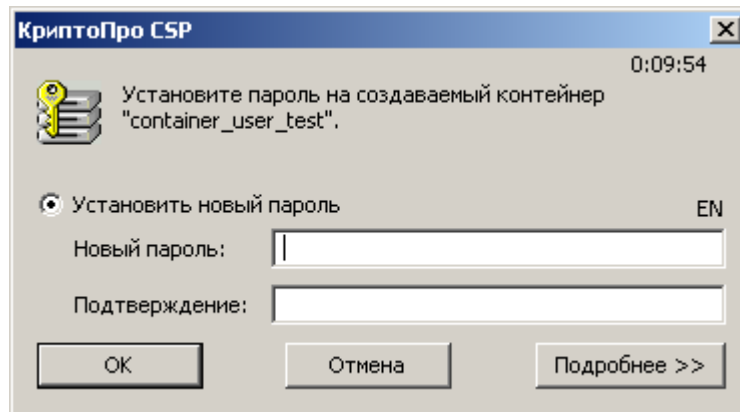 КриптоПро CSP
0:09:54
Установите пароль на создаваемый контейнер
"container_user_test".
Установить новый пароль
EN
Новый пароль:
Подтверждение:
OK
Отмена
Подробнее >>